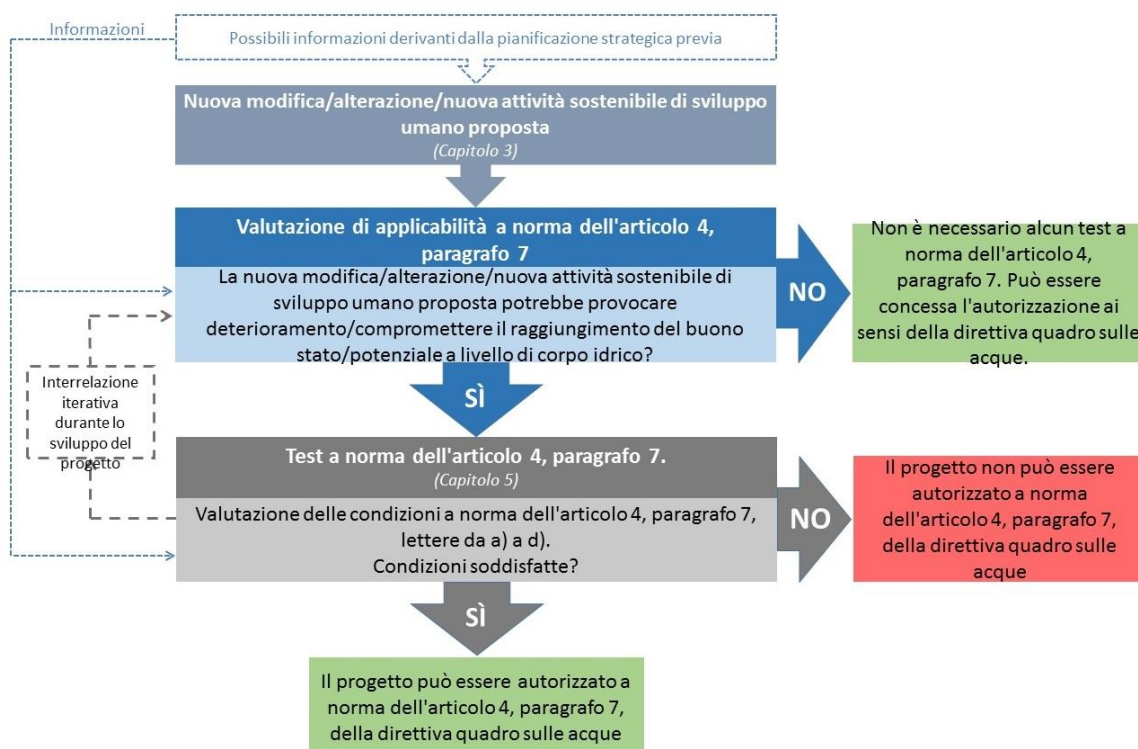 Informazioni
Possibili informazioni derivanti dalla pianificazione strategica previa
Nuova modifica/alterazione/nuova attività sostenibile di sviluppo
umano proposta
(Capitolo 3)
Valutazione di applicabilità a norma dell'articolo 4,
paragrafo 7
La nuova modifica/alterazione/nuova attività sostenibile di
sviluppo umano proposta potrebbe provocare
deterioramento/compromettere il raggiungimento del buono
stato/potenziale a livello di corpo idrico?
NO
Non è necessario alcun test a
norma dell'articolo 4,
paragrafo 7. Può essere
concessa l'autorizzazione ai
sensi della direttiva quadro sulle
acque.
SÌ
Interrelazione
iterativa
durante lo
sviluppo del
progetto
Test a norma dell'articolo 4, paragrafo 7.
(Capitolo 5)
Valutazione delle condizioni a norma dell'articolo 4, paragrafo 7,
lettere da a) a d).
Condizioni soddisfatte?
NO
Il progetto non può essere
autorizzato a norma
dell'articolo 4, paragrafo 7,
della direttiva quadro sulle
acque
SÌ
Il progetto può essere autorizzato a
norma dell'articolo 4, paragrafo 7,
della direttiva quadro sulle acque